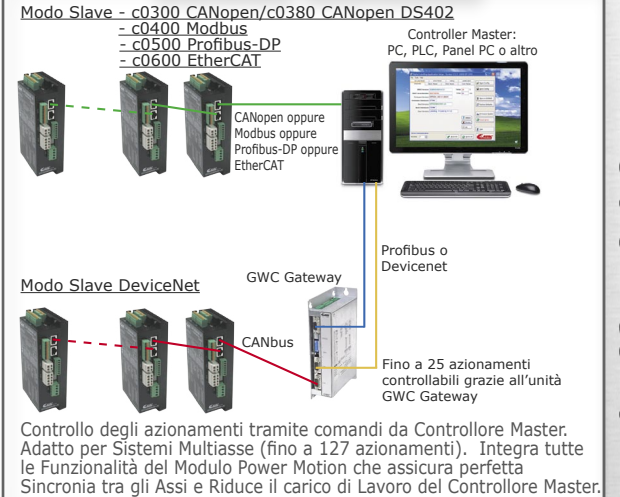 Modo Slave - c0300 CANopen/c0380 CANopen DS402
- c0400 Modbus
- c0500 Profibus-DP
- c0600 EtherCAT
Controller Master:
PC, PLC, Panel PC o altro
CANopen oppure
Modbus oppure
Profibus-DP oppure
EtherCAT
Profibus o
Devicenet
GWC Gateway
Modo Slave DeviceNet
CANbus
Fino a 25 azionamenti
controllabili grazie all'unità
GWC Gateway
Controllo degli azionamenti tramite comandi da Controllore Master.
Adatto per Sistemi Multiasse (fino a 127 azionamenti). Integra tutte
le Funzionalità del Modulo Power Motion che assicura perfetta
Sincronia tra gli Assi e Riduce il carico di Lavoro del Controllore Master.